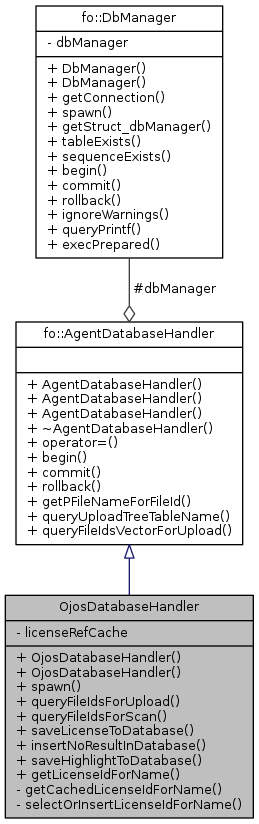 fo::DbManager
- dbManager
+ DbManager()
+ DbManager()
+ getConnection()
+ spawn()
+ getStruct_dbManager()
+ tableExists()
+ sequenceExists()
+ begin()
+ commit()
+ rollback()
+ ignoreWarnings()
+ queryPrintf()
+ execPrepared()
#dbManager
fo::AgentDatabaseHandler
+ AgentDatabaseHandler()
+ AgentDatabaseHandler()
+ AgentDatabaseHandler()
+ ~AgentDatabaseHandler()
+ operator=()
+ begin()
+ commit()
+ rollback()
+ getPFileNameForFileId()
+ queryUploadTreeTableName()
+ queryFileIdsVectorForUpload()
OjosDatabaseHandler
- licenseRefCache
+ OjosDatabaseHandler()
+ OjosDatabaseHandler()
+ spawn()
+ queryFileIdsForUpload()
+ queryFileIdsForScan()
+ saveLicenseToDatabase()
+ insertNoResultInDatabase()
+ saveHighlightToDatabase()
+ getLicenseIdForName()
- getCachedLicenseIdForName()
- selectOrInsertLicenseIdForName()